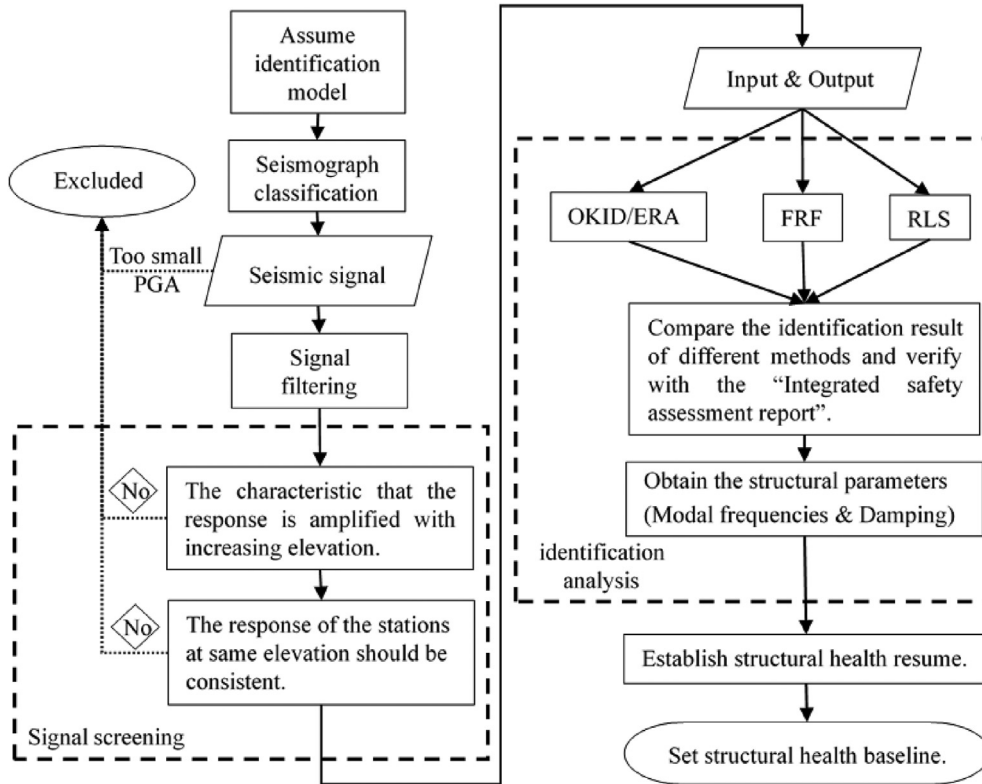 Assume
identification
model
Seismograph
classification
Excluded
Too small
PGA
Seismic signal
Signal
filtering
No
The characteristic that the
response is amplified with
increasing elevation.
No
The response of the stations
at same elevation should be
consistent.
Signal screening
Input & Output
OKID/ERA
FRF
RLS
Compare the identification result
of different methods and verify
with the “Integrated safety
assessment report”.
Obtain the structural parameters
(Modal frequencies & Damping)
identification
analysis
Establish structural health resume.
Set structural health baseline.